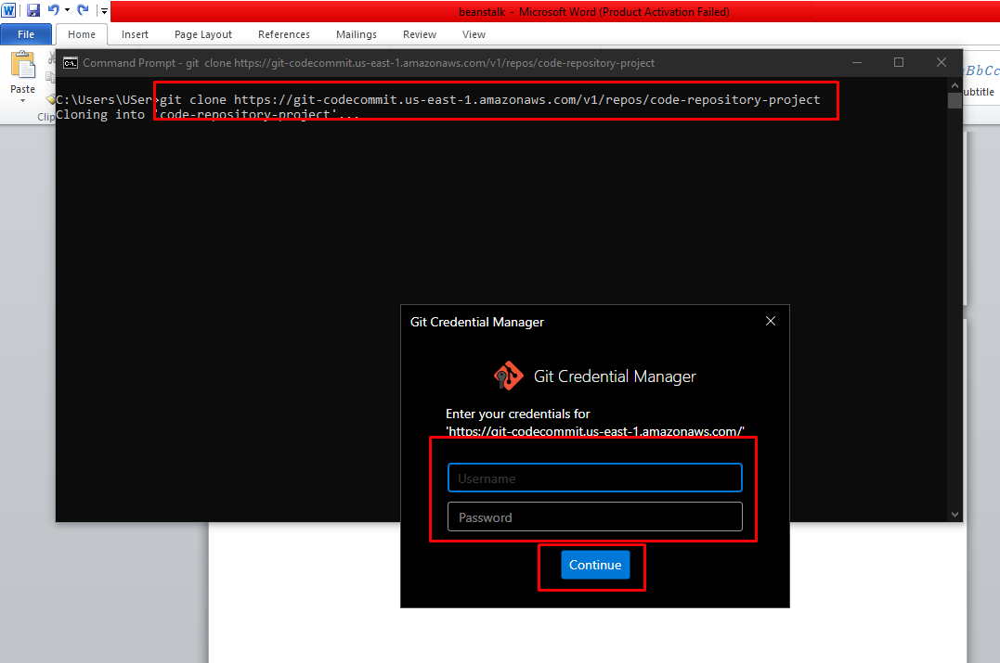 beanstalk - Microsoft Word (Product Activation Failed)
File Home Insert Page Layout References Mailings Review View
Paste
Command Prompt - git clone https://git-codecommit.us-east-1.amazonaws.com/v1/repos/code-repository-project
C:\Users\USer>git clone https://git-codecommit.us-east-1.amazonaws.com/v1/repos/code-repository-project
Cloning into 'code-repository-project'...
Git Credential Manager
Git Credential Manager
Enter your credentials for
'https://git-codecommit.us-east-1.amazonaws.com/'
Username
Password
Continue